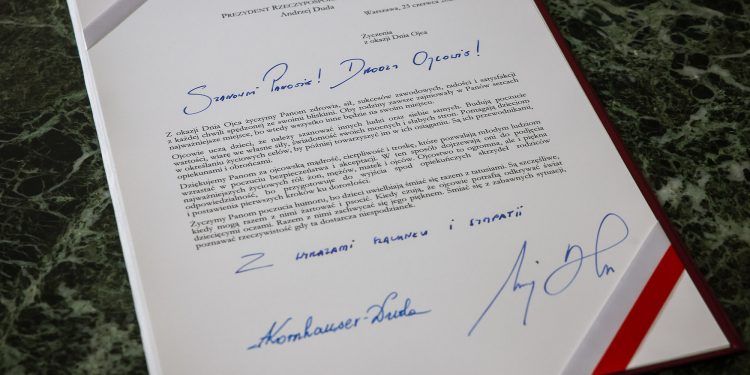 PREZYDENT RZECZYPOSPO
Andrzej Duda
Warszawa, 23 czerwc
Życzenia
z okazji Dnia Ojca
Szanowni Panowie! Drodzy Ojcowie!
Z okazji Dnia Ojca życzymy Panom zdrowia, sił, sukcesów zawodowych, radości i satysfakcji
z każdej chwili spędzonej ze swoimi bliskimi. Oby rodziny zawsze zajmowały w Panów sercach
najważniejsze miejsce, bo wtedy wszystko inne będzie na swoim miejscu.
Ojcowie uczą dzieci, że należy szanować innych ludzi oraz siebie samych. Budują poczucie
wartości, wiarę we własne siły, świadomość swoich mocnych i słabych stron. Pomagają dzieciom
w określaniu życiowych celów, by później towarzyszyć im w ich osiąganiu. Są ich przewodnikami,
opiekunami i obrońcami.
Dziękujemy Panom za ojcowską mądrość, cierpliwość i troskę, które pozwalają młodym ludziom
wzrastać w poczuciu bezpieczeństwa i akceptacji. W ten sposób dojrzewają oni do podjęcia
najważniejszych życiowych ról: żon, mężów, matek i ojców. Ojcostwo to ogromna, ale i piękna
odpowiedzialność, bo przygotowuje do wyjścia spod opiekuńczych skrzydeł rodziców
i postawienia pierwszych kroków ku dorosłości.
Życzymy Panom poczucia humoru, bo dzieci uwielbiają śmiać się razem z tatusiami. Są szczęśliwe,
kiedy mogą razem z nimi żartować i psocić. Kiedy uznają, że ojcowie potrafią odkrywać świat
dziecięcymi oczami. Razem z nimi zachwycać się jego pięknem. Śmiać się z zabawnych sytuacji,
poznawać rzeczywistość gdy ta dostarcza niespodzianek.
Z wyrazami szacunku i sympatii
AKornhauser-Duda